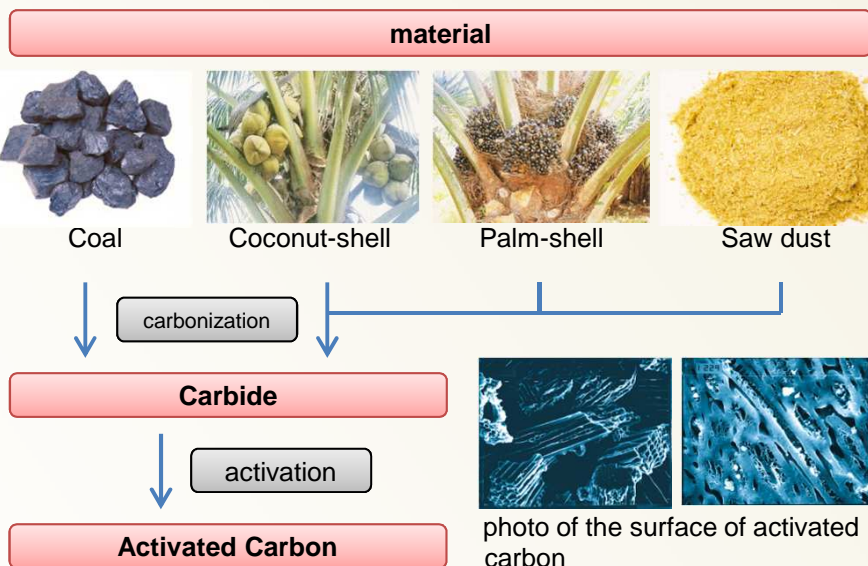 material
Coal
Coconut-shell
Palm-shell
Saw dust
carbonization
Carbide
activation
Activated Carbon
photo of the surface of activated
carbon